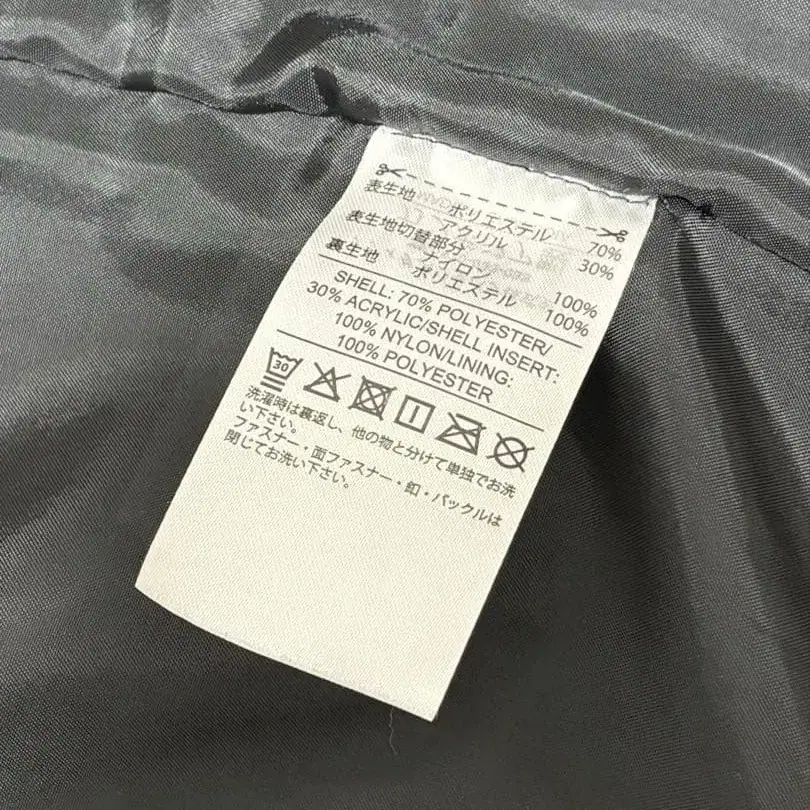 表生地 ポリエステル 70%
アクリル 30%
表生地切替部分
ナイロン 100%
裏生地 ポリエステル 100%
SHELL: 70% POLYESTER/
30% ACRYLIC/SHELL INSERT:
100% NYLON/LINING:
100% POLYESTER
30
洗濯時は裏返し、他の物と分けて単独でお洗
い下さい。
ファスナー・面ファスナー・釦・バックルは
閉じてお洗い下さい。